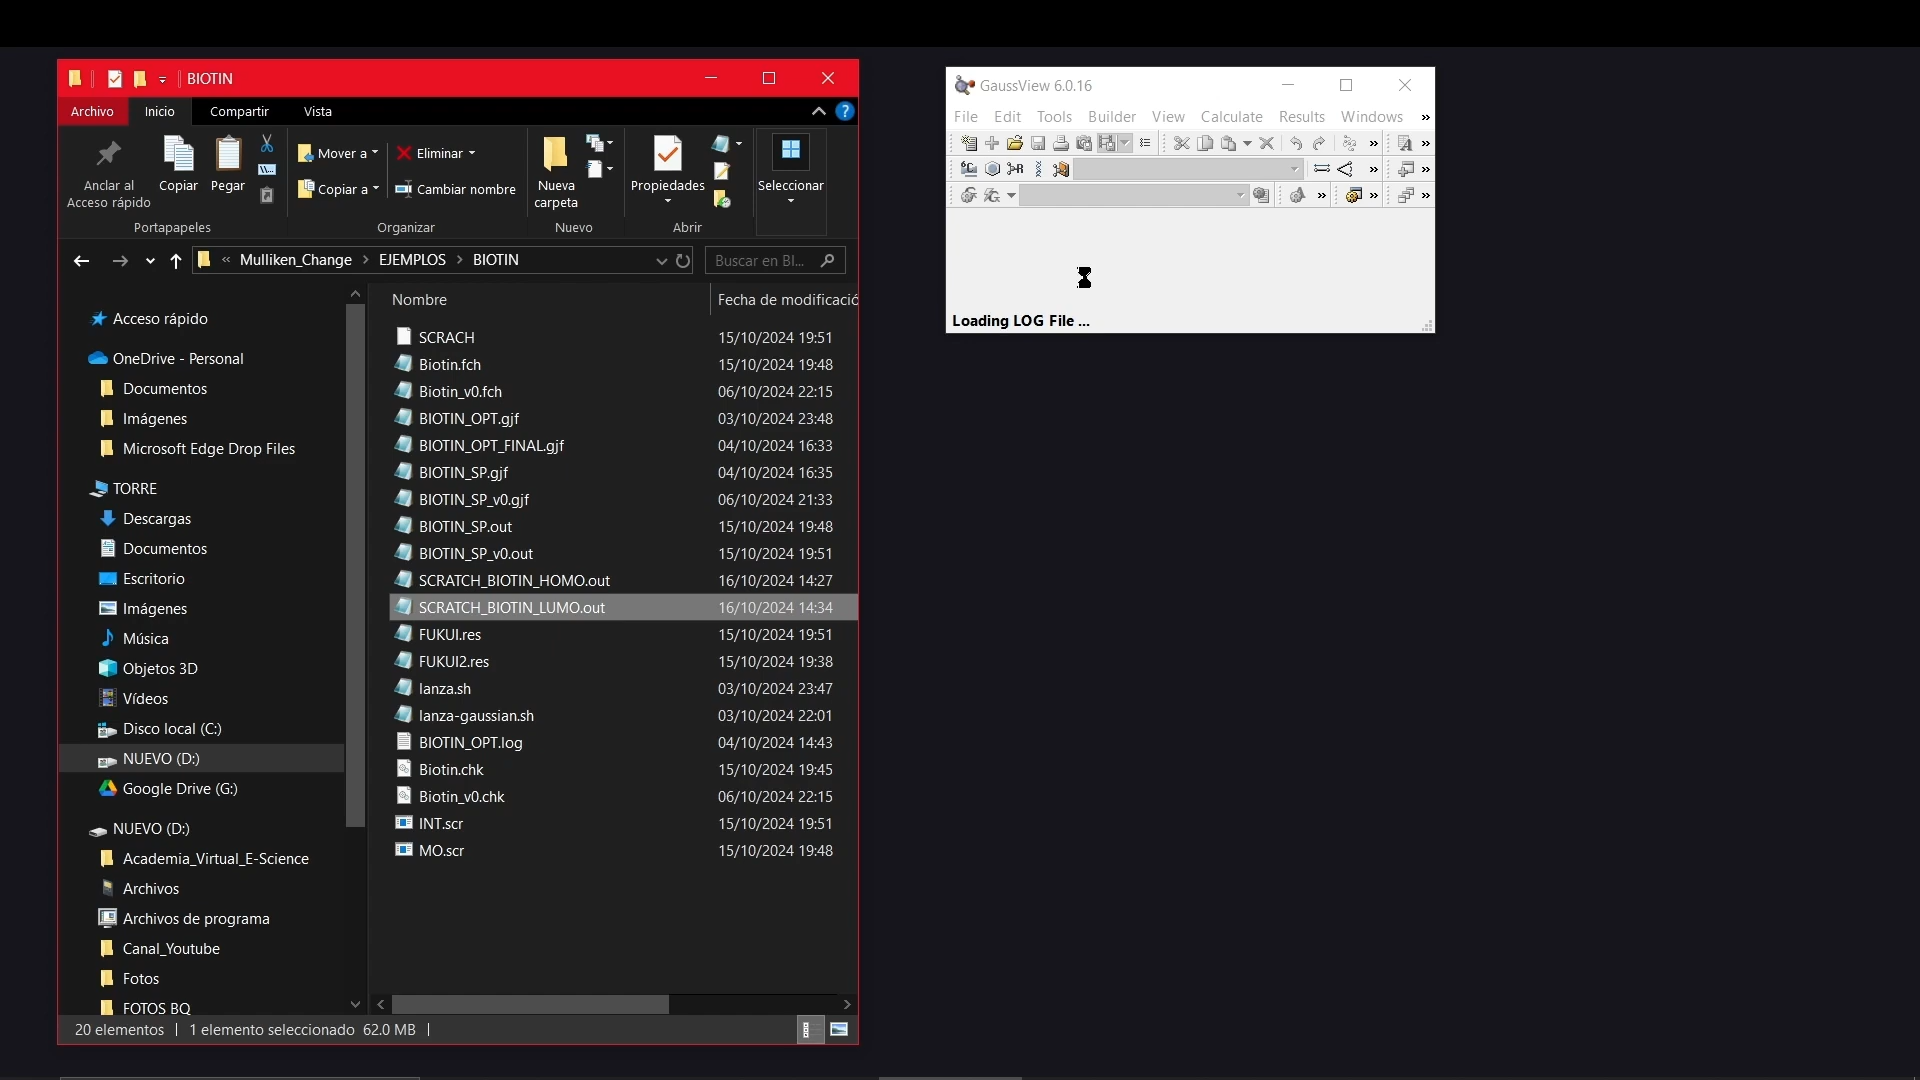 BIOTIN
Archivo Inicio Compartir Vista
Anclar al
Acceso rápido
Copiar
Pegar
Mover a
Copiar a
Eliminar
Cambiar nombre
Nueva
carpeta
Propiedades
Seleccionar
Portapapeles Organizar Nuevo Abrir
« Mulliken_Change > EJEMPLOS > BIOTIN
Buscar en BI...
Acceso rápido
OneDrive - Personal
Documentos
Imágenes
Microsoft Edge Drop Files
TORRE
Descargas
Documentos
Escritorio
Imágenes
Música
Objetos 3D
Vídeos
Disco local (C:)
NUEVO (D:)
Google Drive (G:)
NUEVO (D:)
Academia_Virtual_E-Science
Archivos
Archivos de programa
Canal_Youtube
Fotos
FOTOS BQ
Nombre Fecha de modificació
SCRACH 15/10/2024 19:51
Biotin.fch 15/10/2024 19:48
Biotin_v0.fch 06/10/2024 22:15
BIOTIN_OPT.gjf 03/10/2024 23:48
BIOTIN_OPT_FINAL.gjf 04/10/2024 16:33
BIOTIN_SP.gjf 04/10/2024 16:35
BIOTIN_SP_v0.gjf 06/10/2024 21:33
BIOTIN_SP.out 15/10/2024 19:48
BIOTIN_SP_v0.out 15/10/2024 19:51
SCRATCH_BIOTIN_HOMO.out 16/10/2024 14:27
SCRATCH_BIOTIN_LUMO.out 16/10/2024 14:34
FUKUI.res 15/10/2024 19:51
FUKUI2.res 15/10/2024 19:38
lanza.sh 03/10/2024 23:47
lanza-gaussian.sh 03/10/2024 22:01
BIOTIN_OPT.log 04/10/2024 14:43
Biotin.chk 15/10/2024 19:45
Biotin_v0.chk 06/10/2024 22:15
INT.scr 15/10/2024 19:51
MO.scr 15/10/2024 19:48
20 elementos | 1 elemento seleccionado 62.0 MB |
GaussView 6.0.16
File Edit Tools Builder View Calculate Results Windows »
Loading LOG File ...